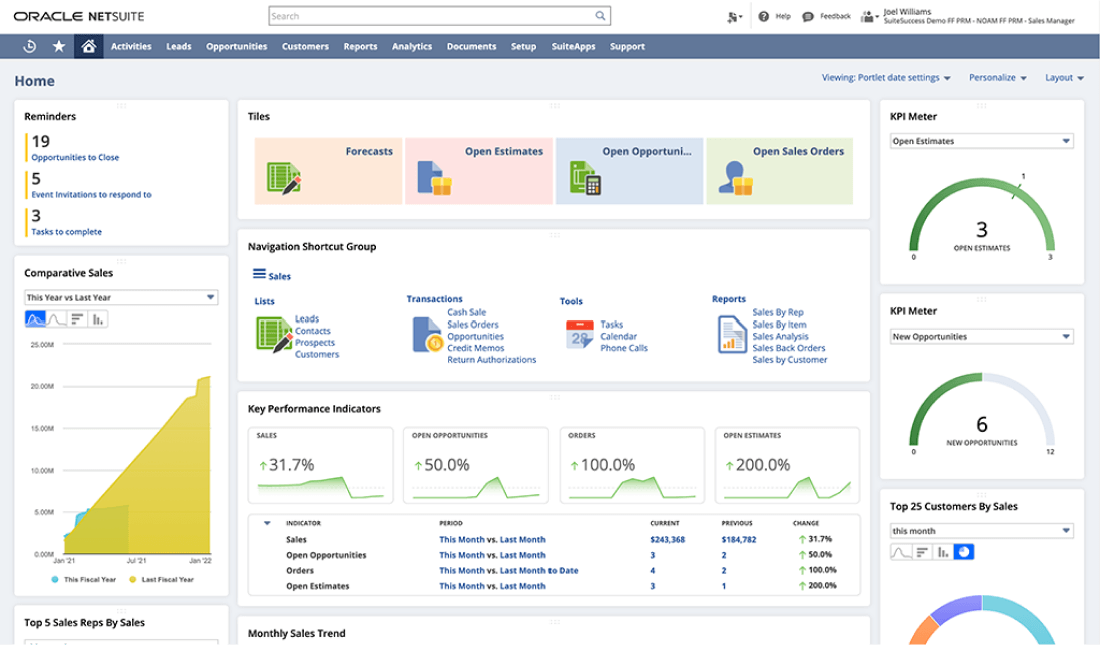 ORACLE NETSUITE
Search
Help
Feedback
Joel Williams
SuiteSuccess Demo FF PRM - NOAM FF PRM - Sales Manager
Activities
Leads
Opportunities
Customers
Reports
Analytics
Documents
Setup
SuiteApps
Support
Home
Viewing: Portlet date settings
Personalize
Layout
Reminders
19
Opportunities to Close
5
Event Invitations to respond to
3
Tasks to complete
Comparative Sales
This Year vs Last Year
25.00M
20.00M
15.00M
10.00M
5.00M
0.00M
Jan '21
Jul '21
Jan '22
This Fiscal Year
Last Fiscal Year
Top 5 Sales Reps By Sales
Tiles
Forecasts
Open Estimates
Open Opportuni...
Open Sales Orders
Navigation Shortcut Group
Sales
Lists
Leads
Contacts
Prospects
Customers
Transactions
Cash Sale
Sales Orders
Opportunities
Credit Memos
Return Authorizations
Tools
28
Tasks
Calendar
Phone Calls
Reports
Sales By Rep
Sales By Item
Sales Analysis
Sales Back Orders
Sales by Customer
Key Performance Indicators
SALES
31.7%
OPEN OPPORTUNITIES
50.0%
ORDERS
100.0%
OPEN ESTIMATES
200.0%
INDICATOR PERIOD CURRENT PREVIOUS CHANGE
Sales This Month vs. Last Month $243,368 $184,782 31.7%
Open Opportunities This Month vs. Last Month 3 2 50.0%
Orders This Month vs. Last Month to Date 4 2 100.0%
Open Estimates This Month vs. Last Month 3 1 200.0%
Monthly Sales Trend
KPI Meter
Open Estimates
1
3
OPEN ESTIMATES
0
3
KPI Meter
New Opportunities
6
NEW OPPORTUNITIES
0
12
Top 25 Customers By Sales
this month